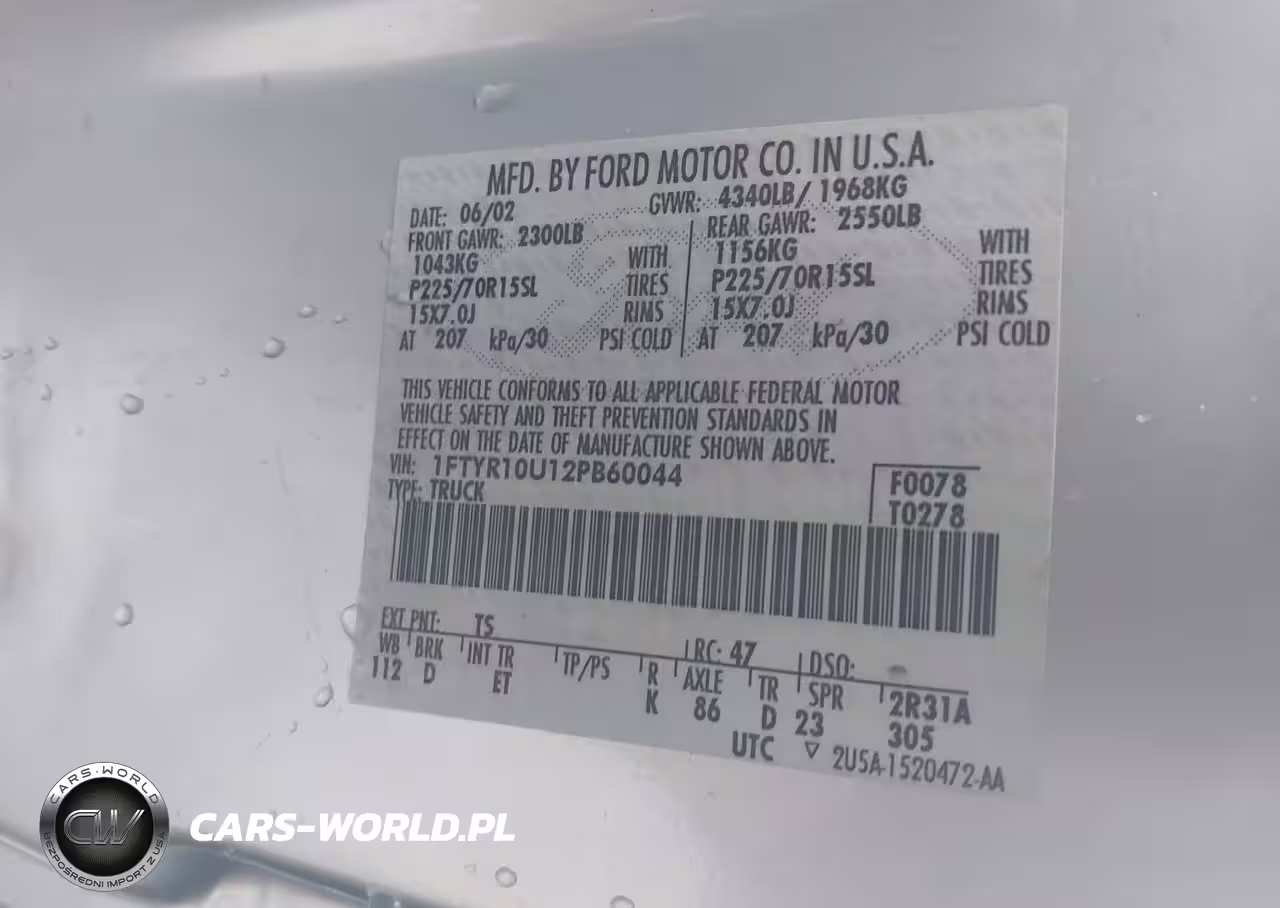 MFD. BY FORD MOTOR CO. IN U.S.A.
DATE: 06/02 GVWR: 4340LB/ 1968KG
FRONT GAWR: 2300LB REAR GAWR: 2550LB
1043KG WITH 1156KG WITH
P225/70R15SL TIRES P225/70R15SL TIRES
15X7.0J RIMS 15X7.0J RIMS
AT 207 kPa/30 PSI COLD AT 207 kPa/30 PSI COLD
THIS VEHICLE CONFORMS TO ALL APPLICABLE FEDERAL MOTOR
VEHICLE SAFETY AND THEFT PREVENTION STANDARDS IN
EFFECT ON THE DATE OF MANUFACTURE SHOWN ABOVE.
VIN: 1FTYR10U12PB60044 F0078
TYPE: TRUCK T0278
EXT PNT: TS RC: 47 DSO:
WB BRK INT TR TP/PS R AXLE TR SPR 2R31A
112 D ET K 86 D 23 305
UTC ▽ 2U5A-1520472-AA
CARS-WORLD
CW
BEZPOŚREDNI IMPORT Z USA
CARS-WORLD.PL